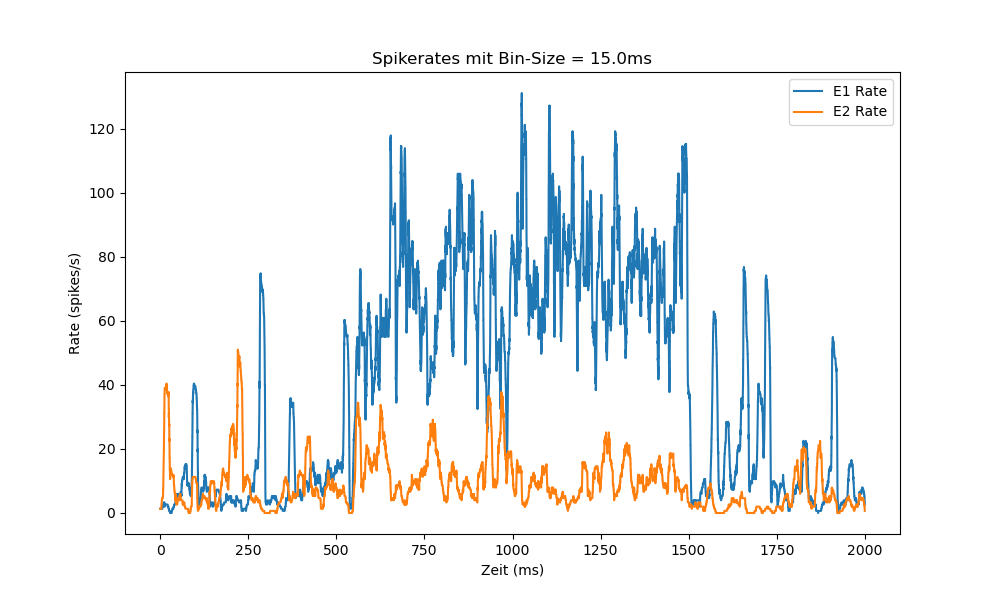 Spikerates mit Bin-Size = 15.0ms
E1 Rate
E2 Rate
Rate (spikes/s)
120
100
80
60
40
20
0
0 250 500 750 1000 1250 1500 1750 2000
Zeit (ms)